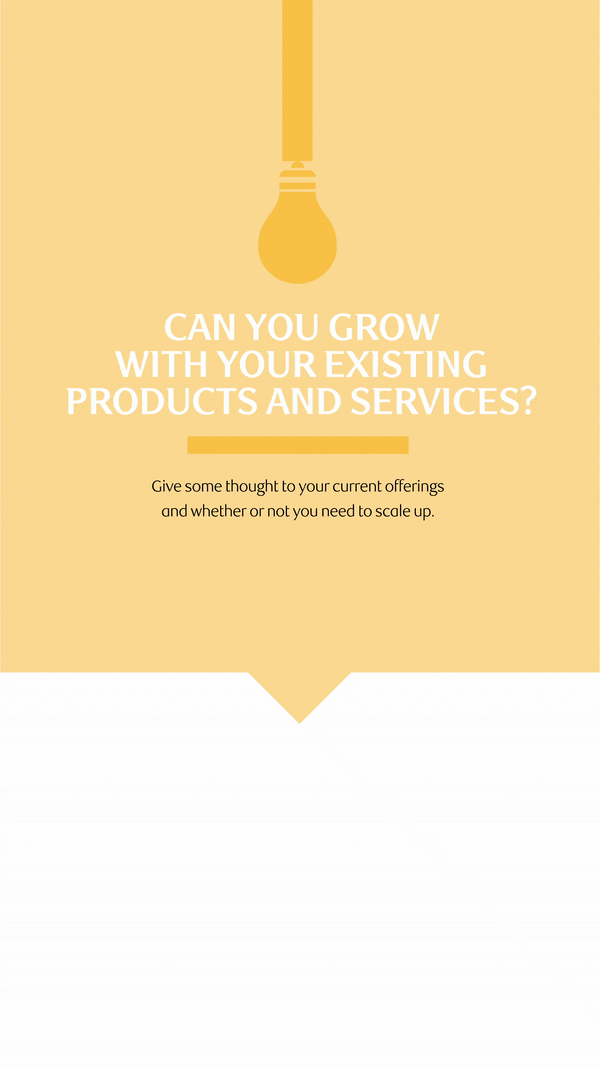 CAN YOU GROW
WITH YOUR EXISTING
PRODUCTS AND SERVICES?
Give some thought to your current offerings
and whether or not you need to scale up.